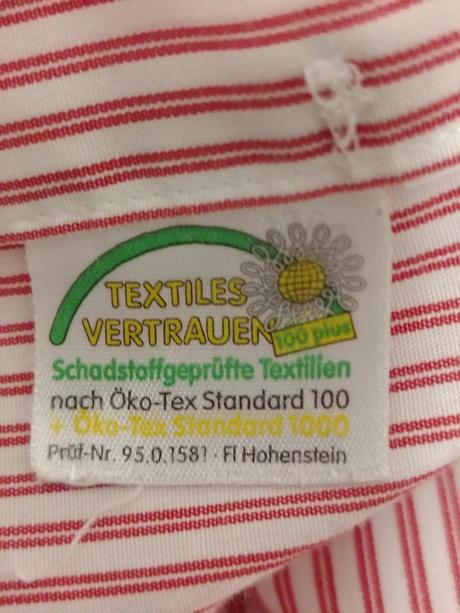 TEXTILES
VERTRAUEN
100 plus
Schadstoffgeprüfte Textilien
nach Öko-Tex Standard 100
+ Öko-Tex Standard 1000
Prüf-Nr. 95.0.1581 · FI Hohenstein